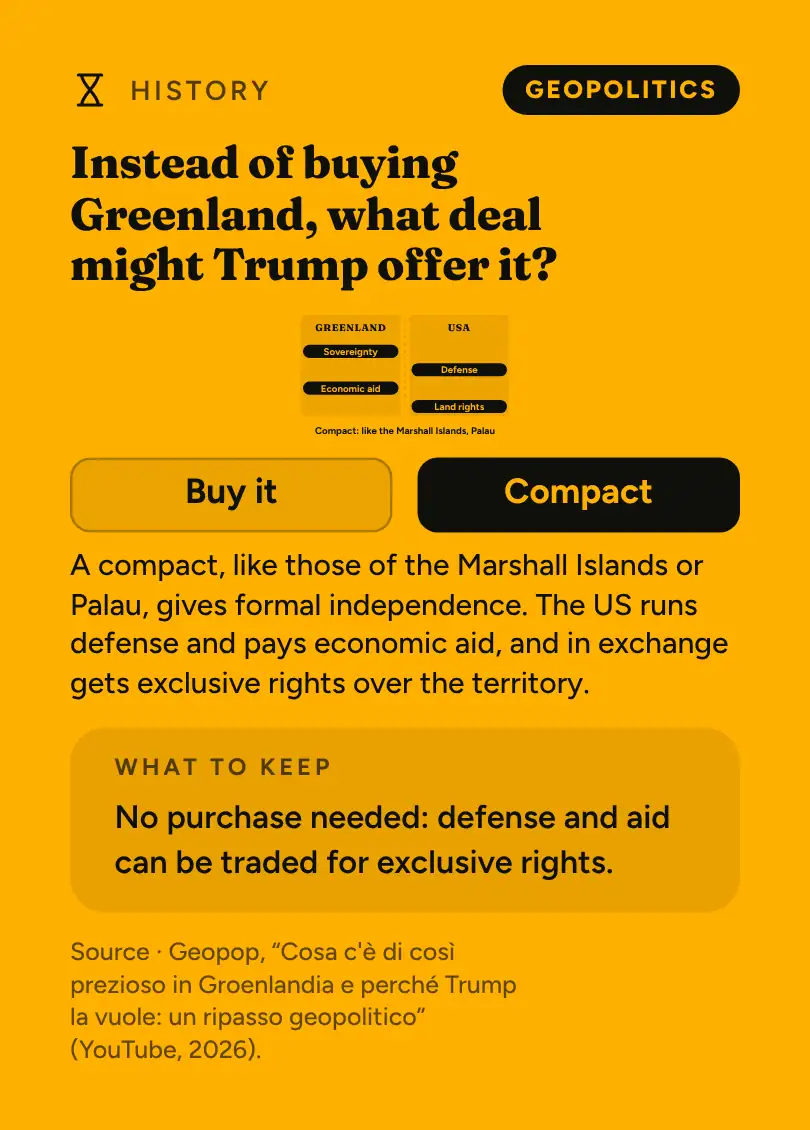 HISTORY
GEOPOLITICS
Instead of buying
Greenland, what deal
might Trump offer it?
GREENLAND
USA
Sovereignty
Defense
Economic aid
Land rights
Compact: like the Marshall Islands, Palau
Buy it
Compact
A compact, like those of the Marshall Islands or
Palau, gives formal independence. The US runs
defense and pays economic aid, and in exchange
gets exclusive rights over the territory.
WHAT TO KEEP
No purchase needed: defense and aid
can be traded for exclusive rights.
Source · Geopop, “Cosa c'è di così
prezioso in Groenlandia e perché Trump
la vuole: un ripasso geopolitico”
(YouTube, 2026).